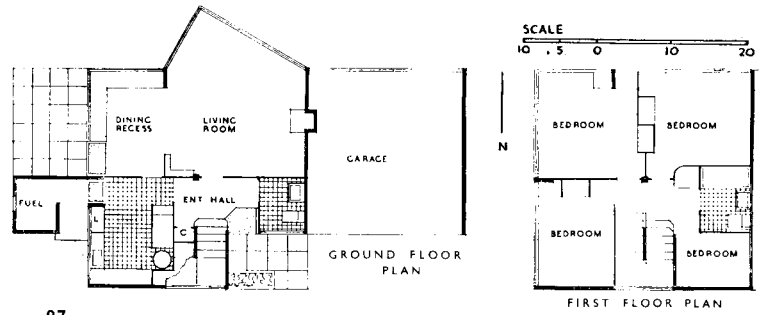 SCALE
10 5 0 10 20
DINING
RECESS
LIVING
ROOM
GARAGE
N
BEDROOM
BEDROOM
FUEL
L
ENT HALL
C
GROUND FLOOR
PLAN
BEDROOM
BEDROOM
FIRST FLOOR PLAN